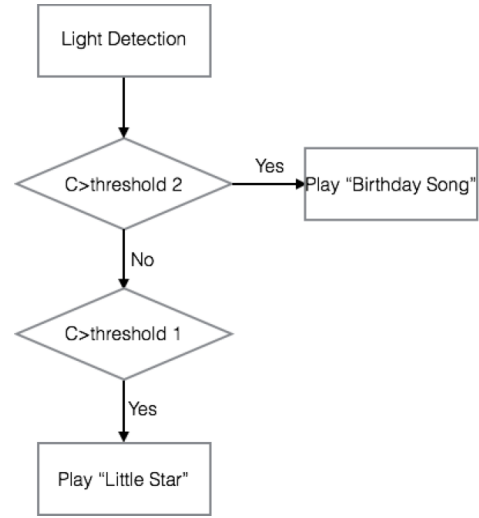 Light Detection
C>threshold 2
Yes
Play “Birthday Song”
No
C>threshold 1
Yes
Play “Little Star”